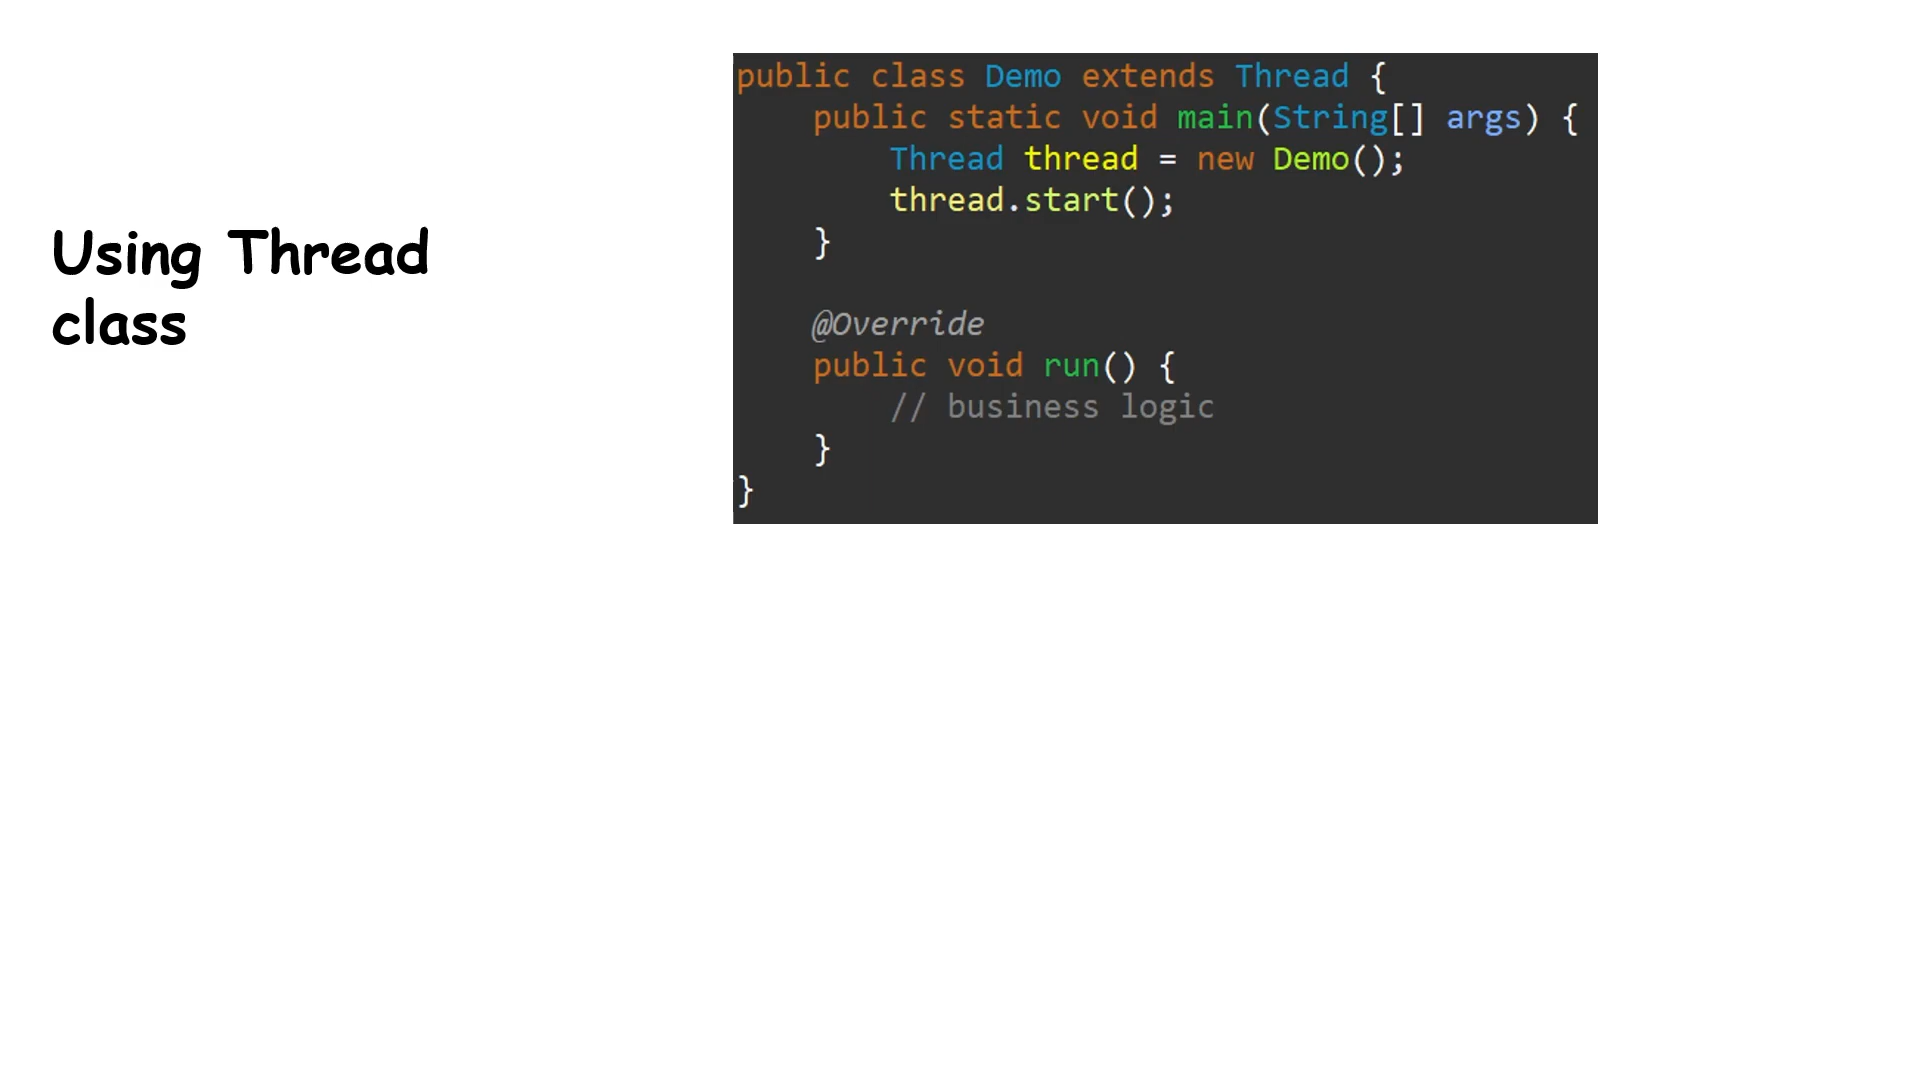 Using Thread
class
public class Demo extends Thread {
    public static void main(String[] args) {
        Thread thread = new Demo();
        thread.start();
    }

    @Override
    public void run() {
        // business logic
    }
}